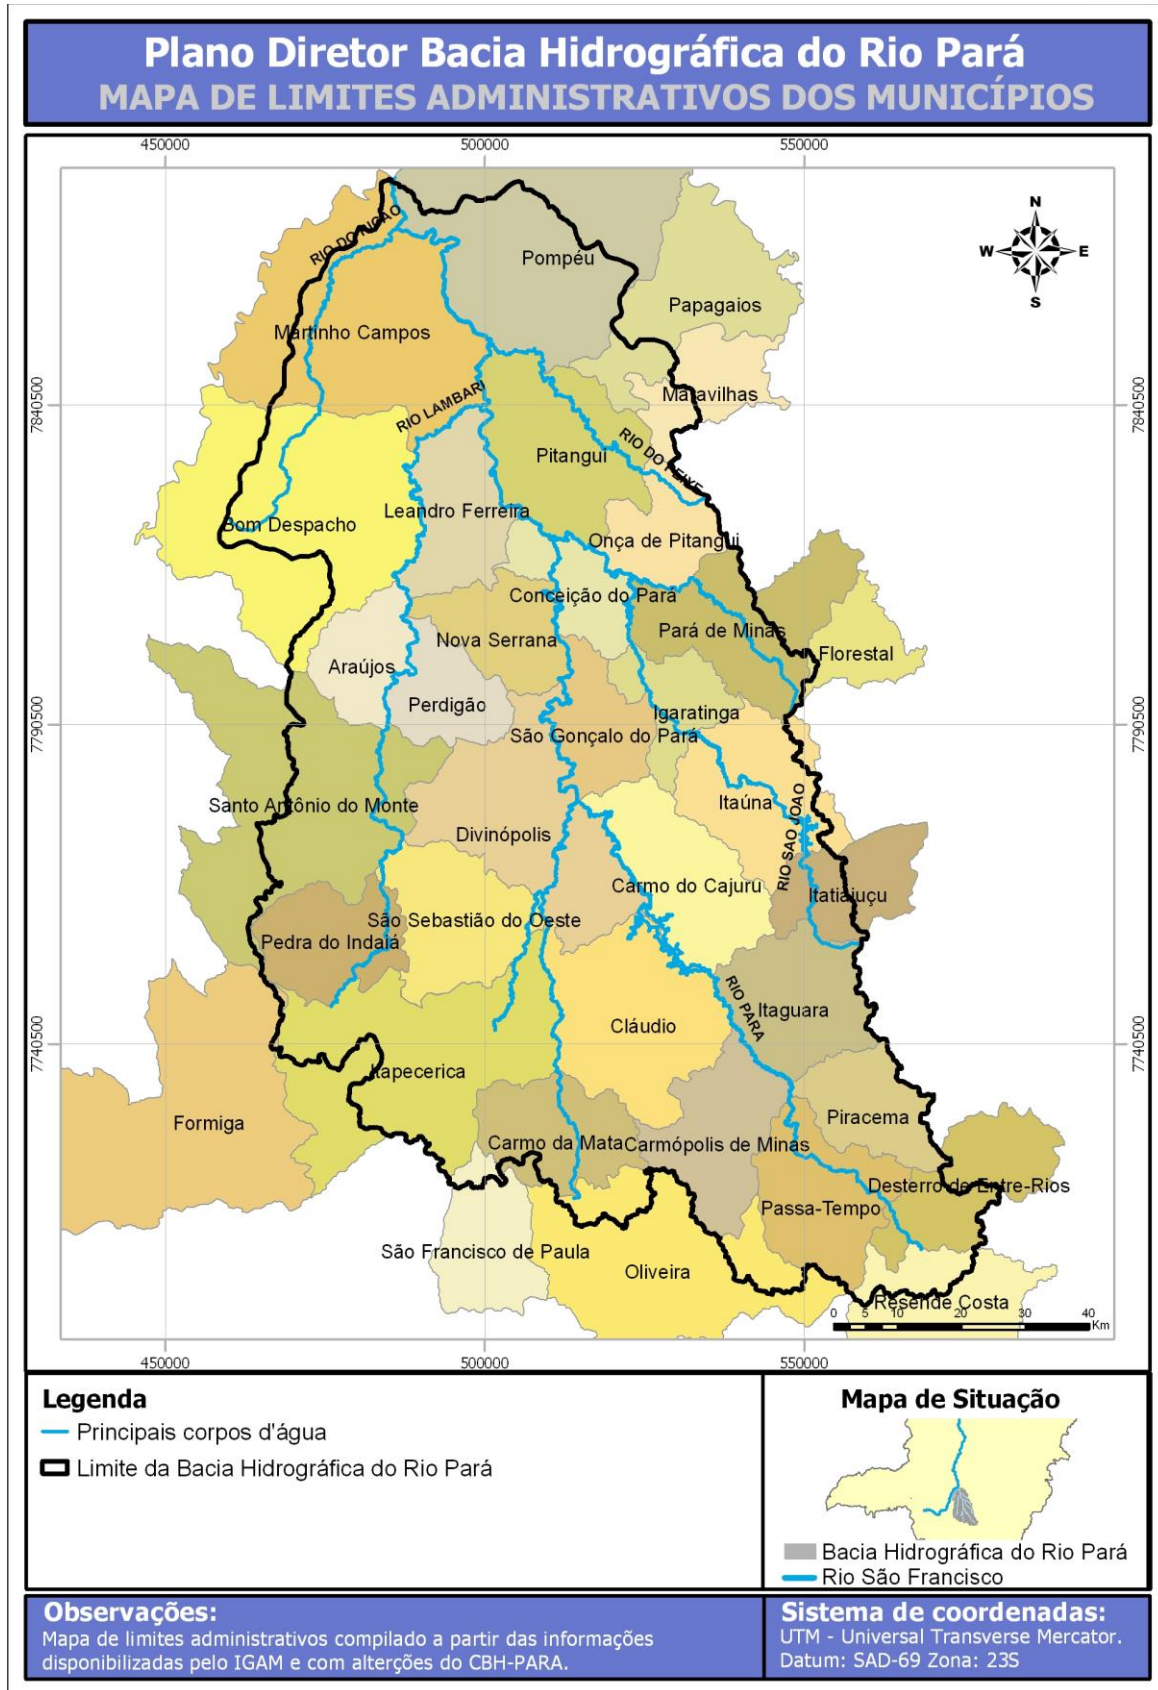 Plano Diretor Bacia Hidrográfica do Rio Pará
MAPA DE LIMITES ADMINISTRATIVOS DOS MUNICÍPIOS
450000 500000 550000
N
W E
S
RIO DO PICÃO
Pompéu
Papagaios
Martinho Campos
Maravilhas
7840500 7840500
RIO LAMBARI
RIO DO PEIXE
Pitangui
Leandro Ferreira
Bom Despacho
Onça de Pitangui
Conceição do Pará
Pará de Minas
Nova Serrana
Florestal
Araújos
Perdigão
Igaratinga
7790500 7790500
São Gonçalo do Pará
Itaúna
Santo Antônio do Monte
RIO SAO JOAO
Divinópolis
Carmo do Cajuru
Itatiaiuçu
São Sebastião do Oeste
Pedra do Indaiá
RIO PARA
Itaguara
Cláudio
7740500 7740500
Itapecerica
Formiga
Piracema
Carmo da Mata
Carmópolis de Minas
Desterro de Entre-Rios
Passa-Tempo
São Francisco de Paula
Oliveira
Resende Costa
0 5 10 20 30 40
Km
450000 500000 550000
Legenda
Principais corpos d'água
Limite da Bacia Hidrográfica do Rio Pará
Mapa de Situação
Bacia Hidrográfica do Rio Pará
Rio São Francisco
Observações:
Mapa de limites administrativos compilado a partir das informações
disponibilizadas pelo IGAM e com alterções do CBH-PARA.
Sistema de coordenadas:
UTM - Universal Transverse Mercator.
Datum: SAD-69 Zona: 23S